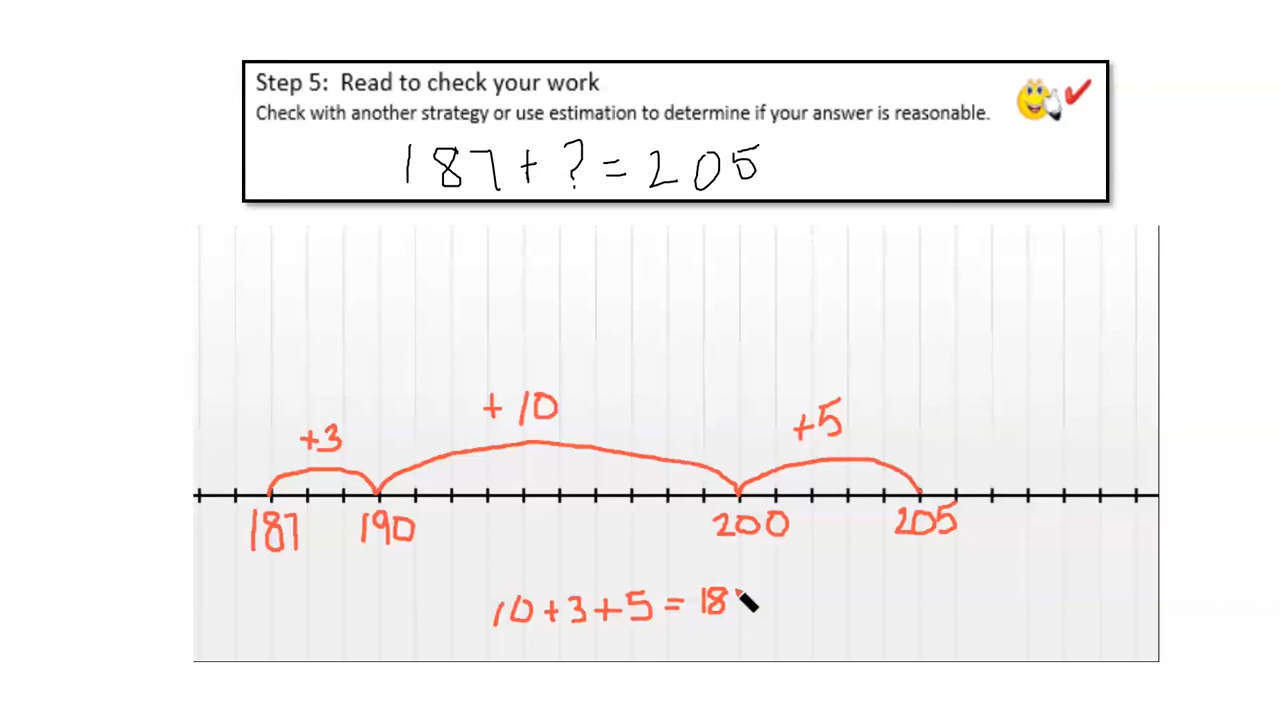 Step 5: Read to check your work
Check with another strategy or use estimation to determine if your answer is reasonable.
187 + ? = 205
+ 10
+3 +5
187 190 200 205
10 + 3 + 5 = 18